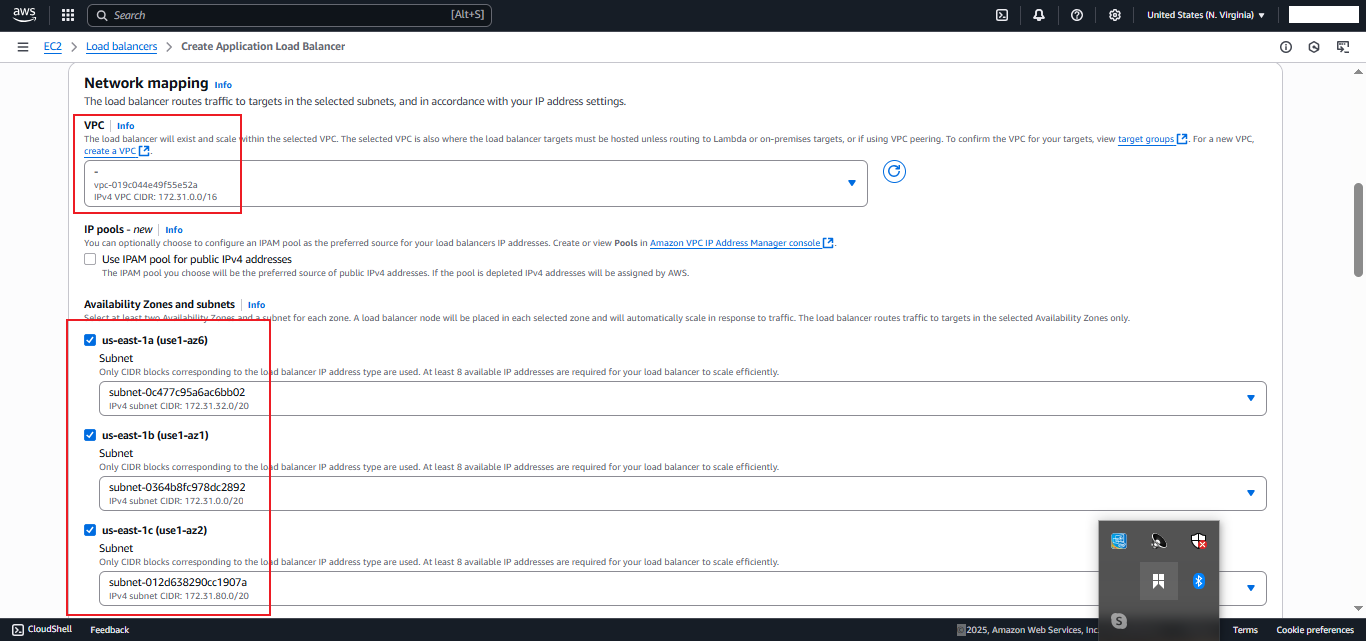 aws
Search [Alt+S]
United States (N. Virginia)
EC2 > Load balancers > Create Application Load Balancer
Network mapping Info
The load balancer routes traffic to targets in the selected subnets, and in accordance with your IP address settings.
VPC | Info
The load balancer will exist and scale within the selected VPC. The selected VPC is also where the load balancer targets must be hosted unless routing to Lambda or on-premises targets, or if using VPC peering. To confirm the VPC for your targets, view target groups. For a new VPC,
create a VPC.
-
vpc-019c044e49f55e52a
IPv4 VPC CIDR: 172.31.0.0/16
IP pools - new | Info
You can optionally choose to configure an IPAM pool as the preferred source for your load balancers IP addresses. Create or view Pools in Amazon VPC IP Address Manager console.
Use IPAM pool for public IPv4 addresses
The IPAM pool you choose will be the preferred source of public IPv4 addresses. If the pool is depleted IPv4 addresses will be assigned by AWS.
Availability Zones and subnets | Info
Select at least two Availability Zones and a subnet for each zone. A load balancer node will be placed in each selected zone and will automatically scale in response to traffic. The load balancer routes traffic to targets in the selected Availability Zones only.
us-east-1a (use1-az6)
Subnet
Only CIDR blocks corresponding to the load balancer IP address type are used. At least 8 available IP addresses are required for your load balancer to scale efficiently.
subnet-0c477c95a6ac6bb02
IPv4 subnet CIDR: 172.31.32.0/20
us-east-1b (use1-az1)
Subnet
Only CIDR blocks corresponding to the load balancer IP address type are used. At least 8 available IP addresses are required for your load balancer to scale efficiently.
subnet-0364b8fc978dc2892
IPv4 subnet CIDR: 172.31.0.0/20
us-east-1c (use1-az2)
Subnet
Only CIDR blocks corresponding to the load balancer IP address type are used. At least 8 available IP addresses are required for your load balancer to scale efficiently.
subnet-012d638290cc1907a
IPv4 subnet CIDR: 172.31.80.0/20
CloudShell Feedback © 2025, Amazon Web Services, Inc. Terms Cookie preferences